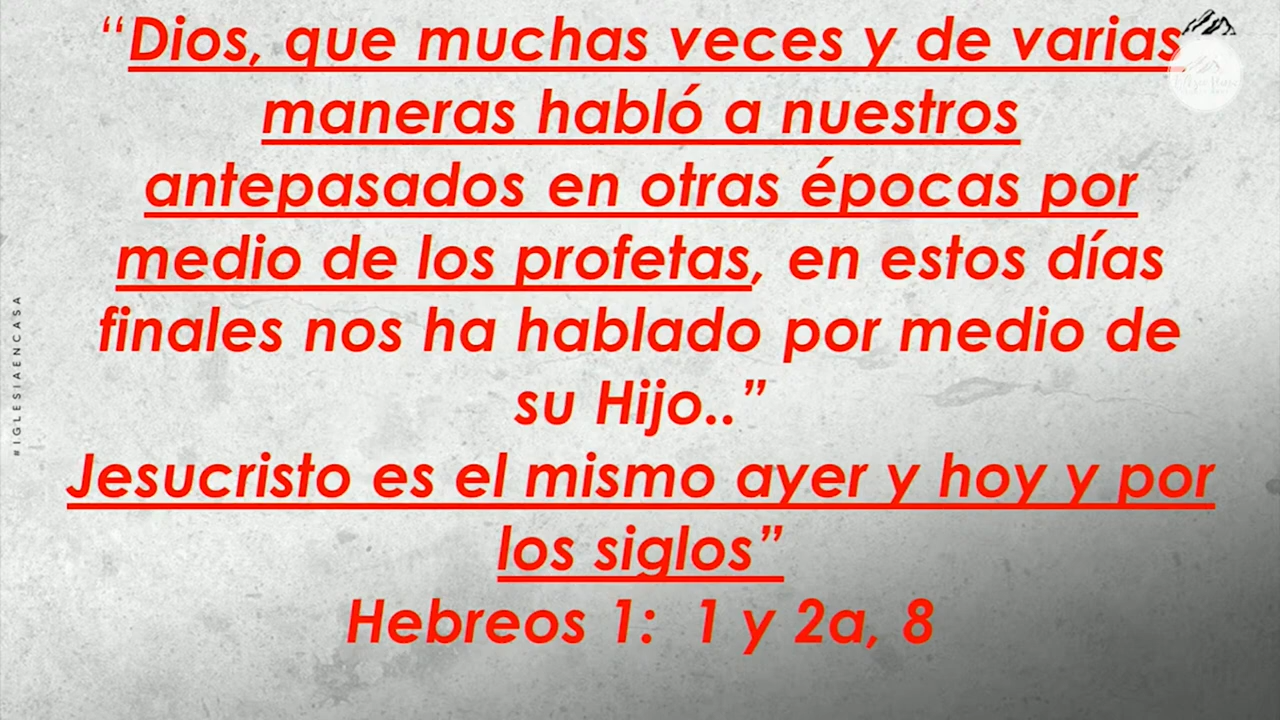 “Dios, que muchas veces y de varias
maneras habló a nuestros
antepasados en otras épocas por
medio de los profetas, en estos días
finales nos ha hablado por medio de
su Hijo..”
Jesucristo es el mismo ayer y hoy y por
los siglos”
Hebreos 1:  1 y 2a, 8
#IGLESIAENCASA